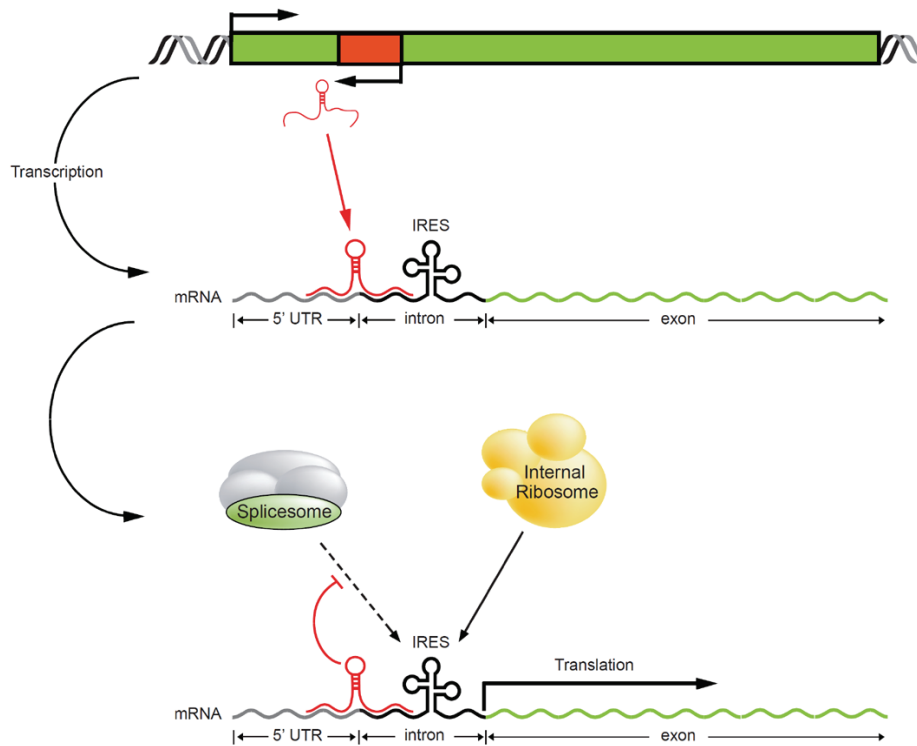 Transcription
IRES
mRNA
5' UTR
intron
exon
Splicesome
Internal
Ribosome
IRES
Translation
mRNA
5' UTR
intron
exon